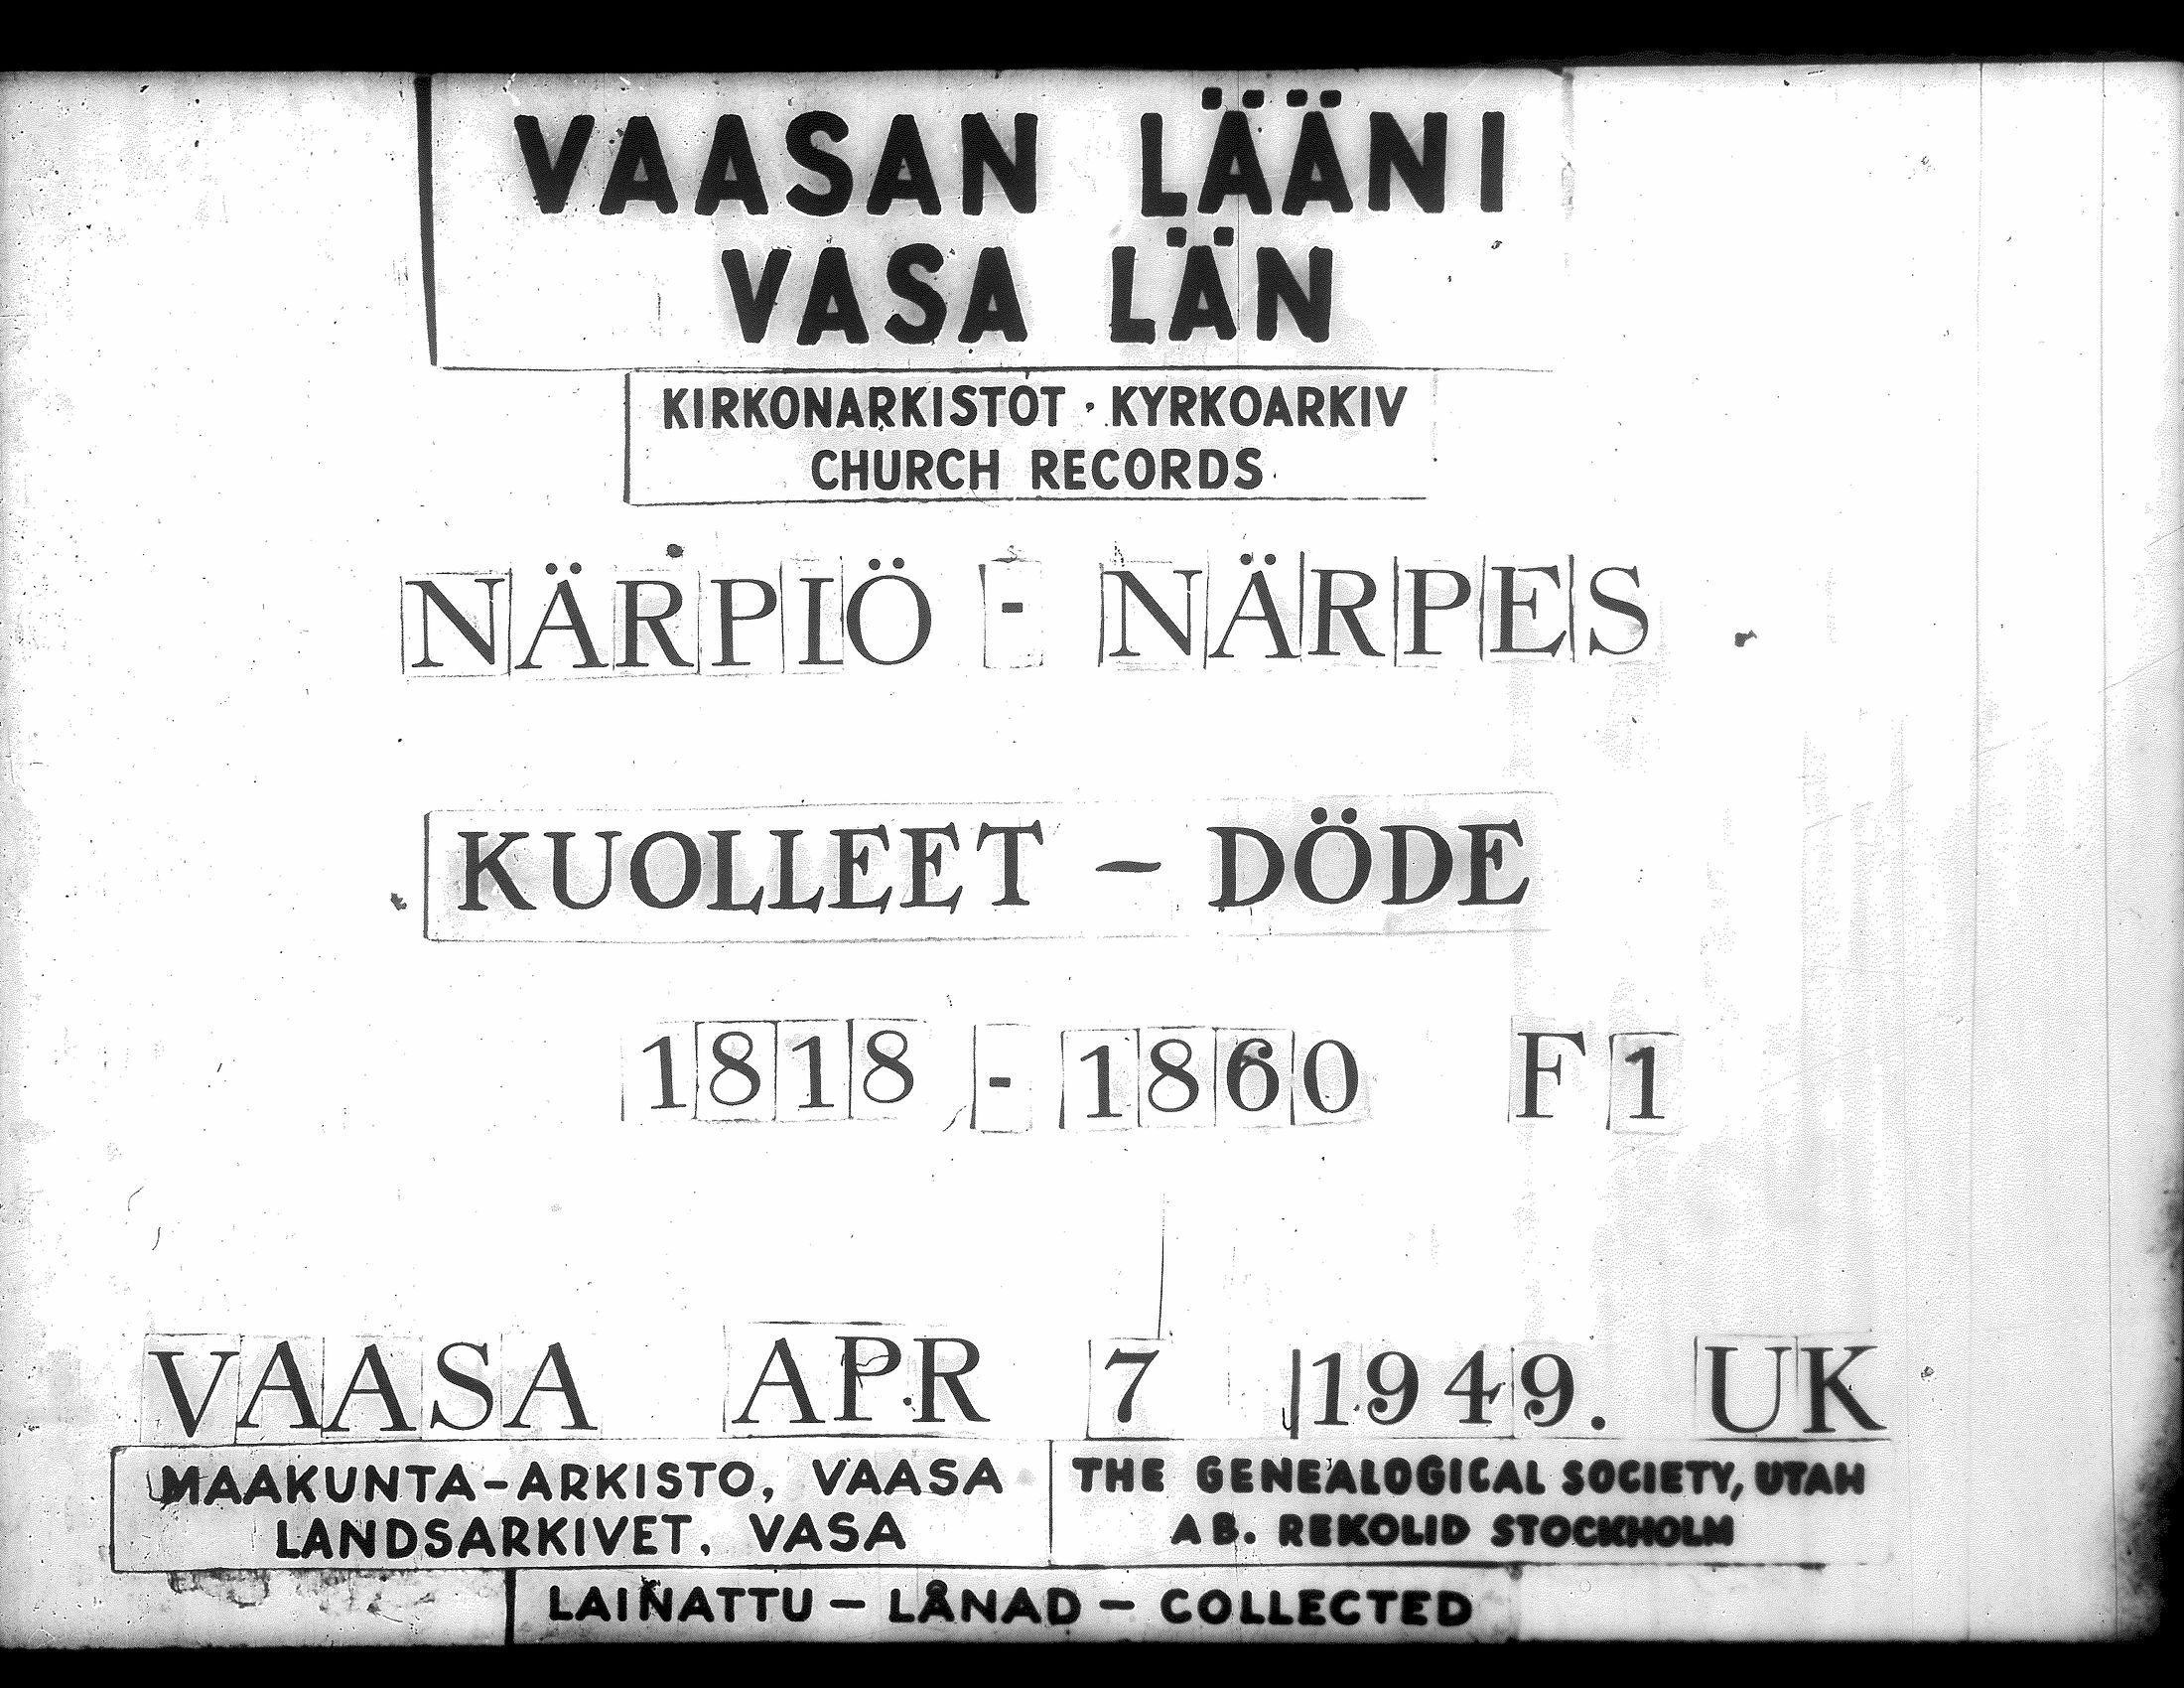 VAASAN LÄÄNI
VASA LÄN
KIRKONARKISTOT · KYRKOARKIV
CHURCH RECORDS
NÄRPIÖ - NÄRPES
KUOLLEET – DÖDE
1818 - 1860 F1
VAASA APR 7 1949. UK
MAAKUNTA-ARKISTO, VAASA
LANDSARKIVET, VASA
THE GENEALOGICAL SOCIETY, UTAH
AB. REKOLID STOCKHOLM
LAINATTU – LÅNAD – COLLECTED